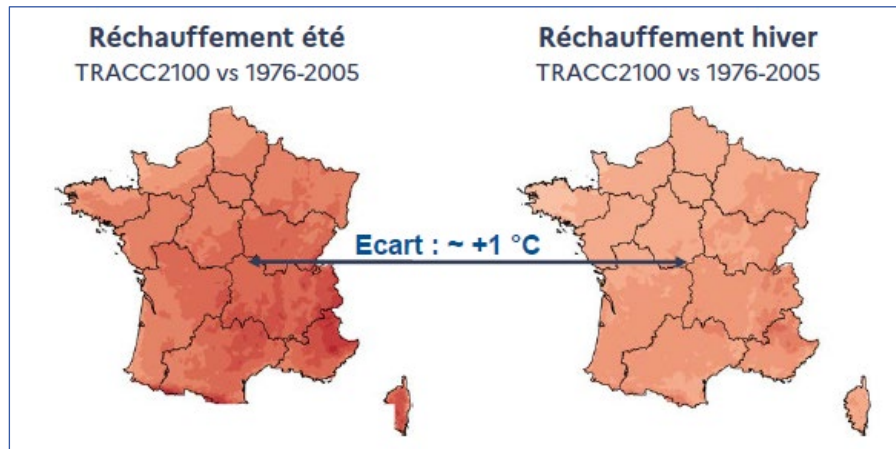 Réchauffement été
TRACC2100 vs 1976-2005
Réchauffement hiver
TRACC2100 vs 1976-2005
Ecart : ~ +1 °C